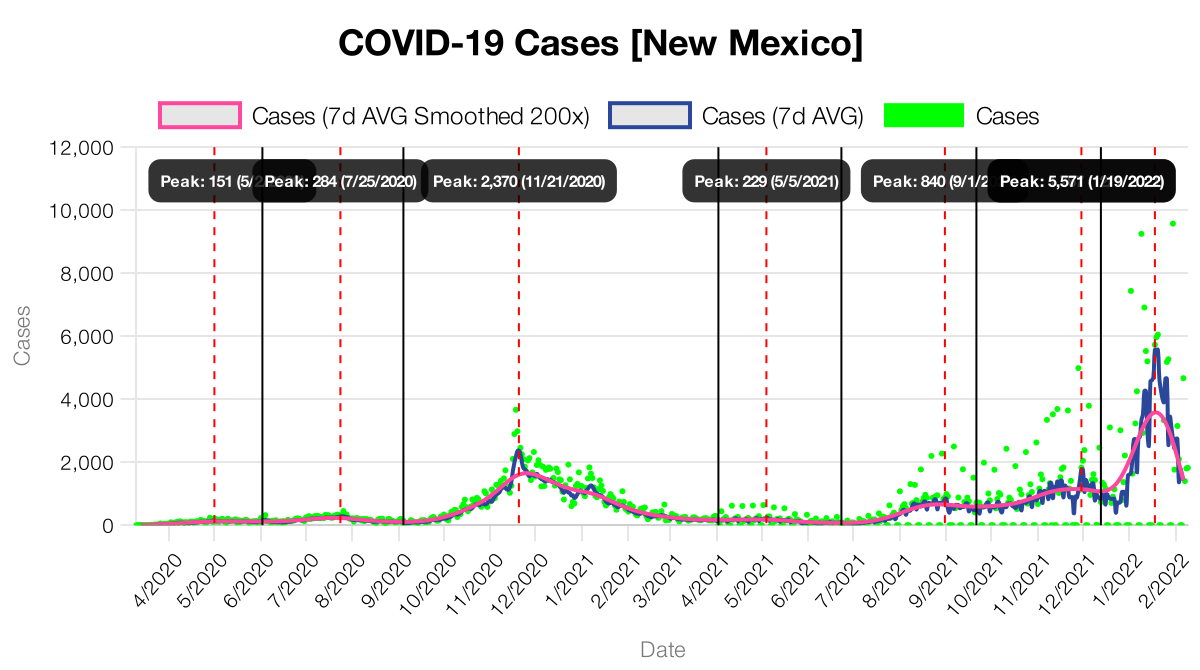 COVID-19 Cases [New Mexico]
Cases (7d AVG Smoothed 200x)
Cases (7d AVG)
Cases
12,000
10,000
8,000
6,000
4,000
2,000
0
Cases
Peak: 151 (5/2
Peak: 284 (7/25/2020)
Peak: 2,370 (11/21/2020)
Peak: 229 (5/5/2021)
Peak: 840 (9/1/2
Peak: 5,571 (1/19/2022)
4/2020
5/2020
6/2020
7/2020
8/2020
9/2020
10/2020
11/2020
12/2020
1/2021
2/2021
3/2021
4/2021
5/2021
6/2021
7/2021
8/2021
9/2021
10/2021
11/2021
12/2021
1/2022
2/2022
Date